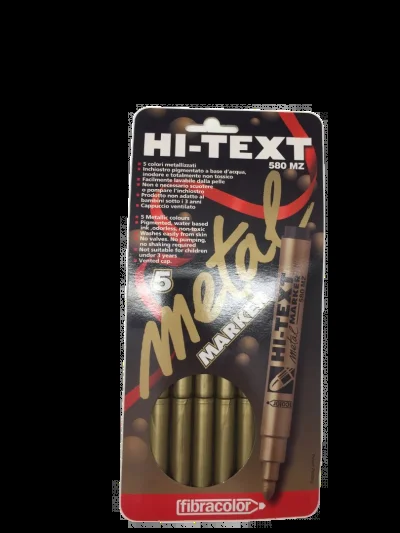 HI-TEXT
580 MZ
• 5 colori metallizzati
• Inchiostro pigmentato a base d'acqua,
inodore e totalmente non tossico
• Facilmente lavabile dalla pelle
• Non è necessario scuotere
e pompare l'inchiostro
• Prodotto non adatto ai
bambini sotto i 3 anni
• Cappuccio ventilato
• 5 Metallic colours
• Pigmented, water based
ink, odorless, non-toxic
• Washes easily from skin
• No valves. No pumping,
no shaking required
• Not suitable for children
under 3 years
• Vented cap.
5
metal
MARKER
HI-TEXT
metal MARKER
fibracolor